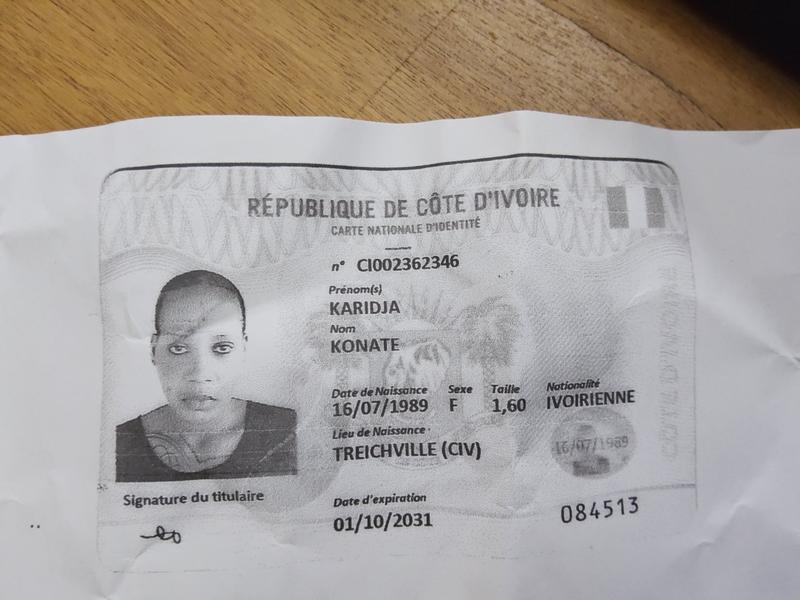 RÉPUBLIQUE DE CÔTE D'IVOIRE
CARTE NATIONALE D'IDENTITÉ
n° CI002362346
Prénom(s)
KARIDJA
Nom
KONATE
Date de Naissance Sexe Taille Nationalité
16/07/1989 F 1,60 IVOIRIENNE
Lieu de Naissance
TREICHVILLE (CIV)
16/07/1989
Signature du titulaire
Date d'expiration
01/10/2031
084513